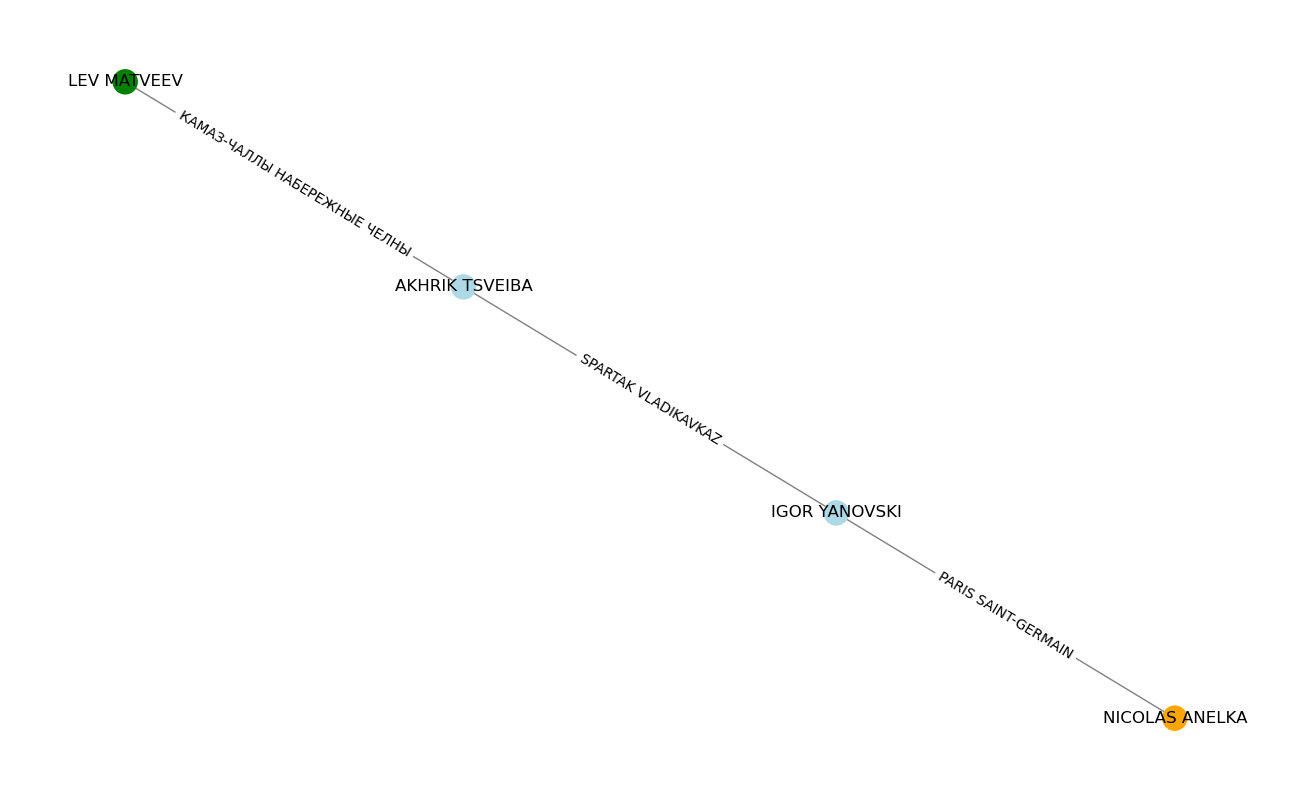 LEV MATVEEV
КАМАЗ-ЧАЛЛЫ НАБЕРЕЖНЫЕ ЧЕЛНЫ
AKHRIK TSVEIBA
SPARTAK VLADIKAVKAZ
IGOR YANOVSKI
PARIS SAINT-GERMAIN
NICOLAS ANELKA